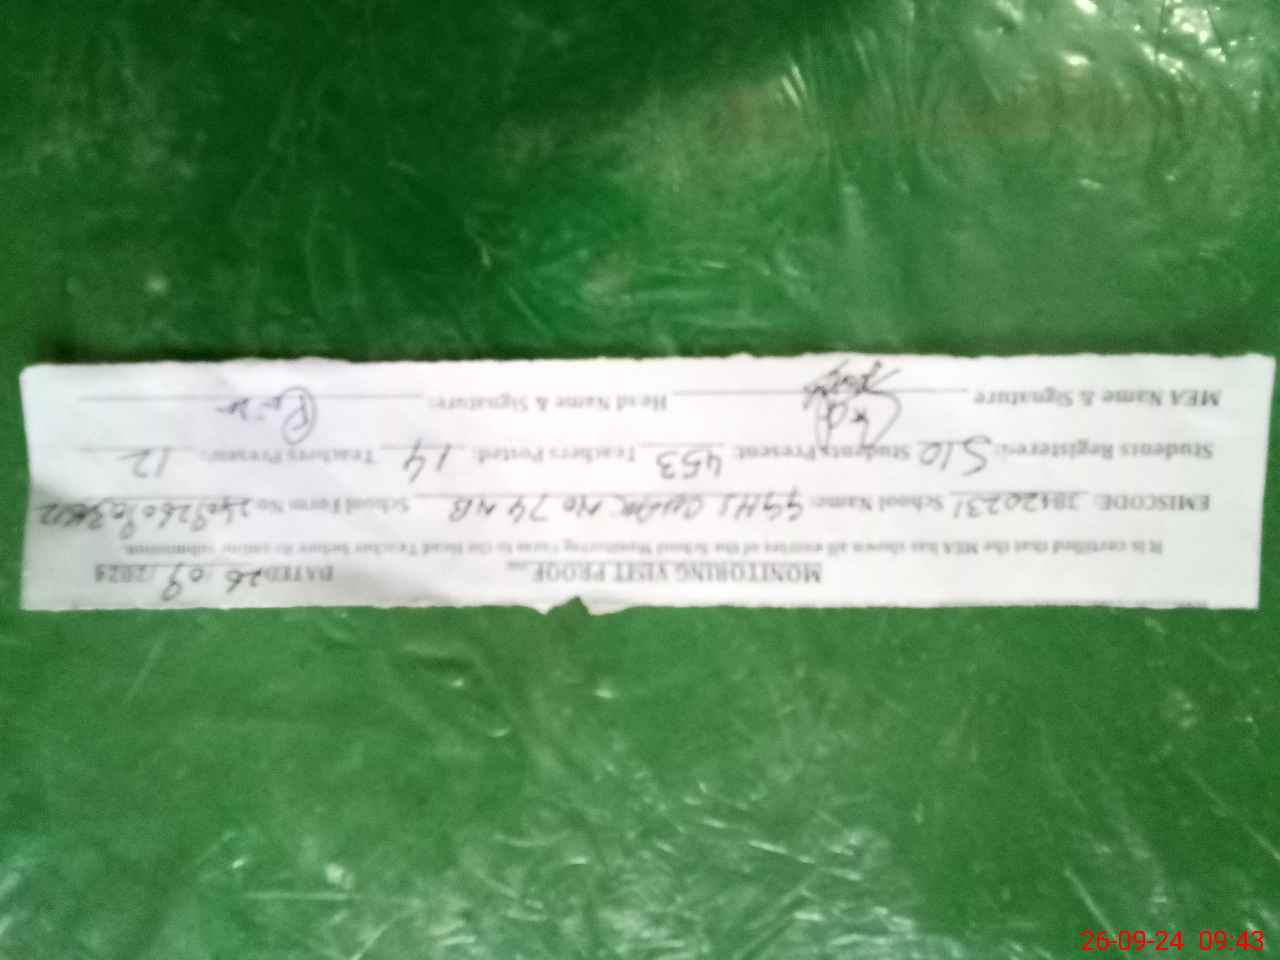 MONITORING VISIT PROOF DATED 26 09 /2024
It is certified that the MEA has shown all entries of the School Monitoring Form to the Head Teacher before its online submission.
EMISCODE: 38420231 School Name: GGHS CHAK No 74 NB School Form No
Students Registered: 510 Students Present: 453 Teachers Posted: 14 Teachers Present: 12
MEA Name & Signature Head Name & Signature:
26-09-24 09:43